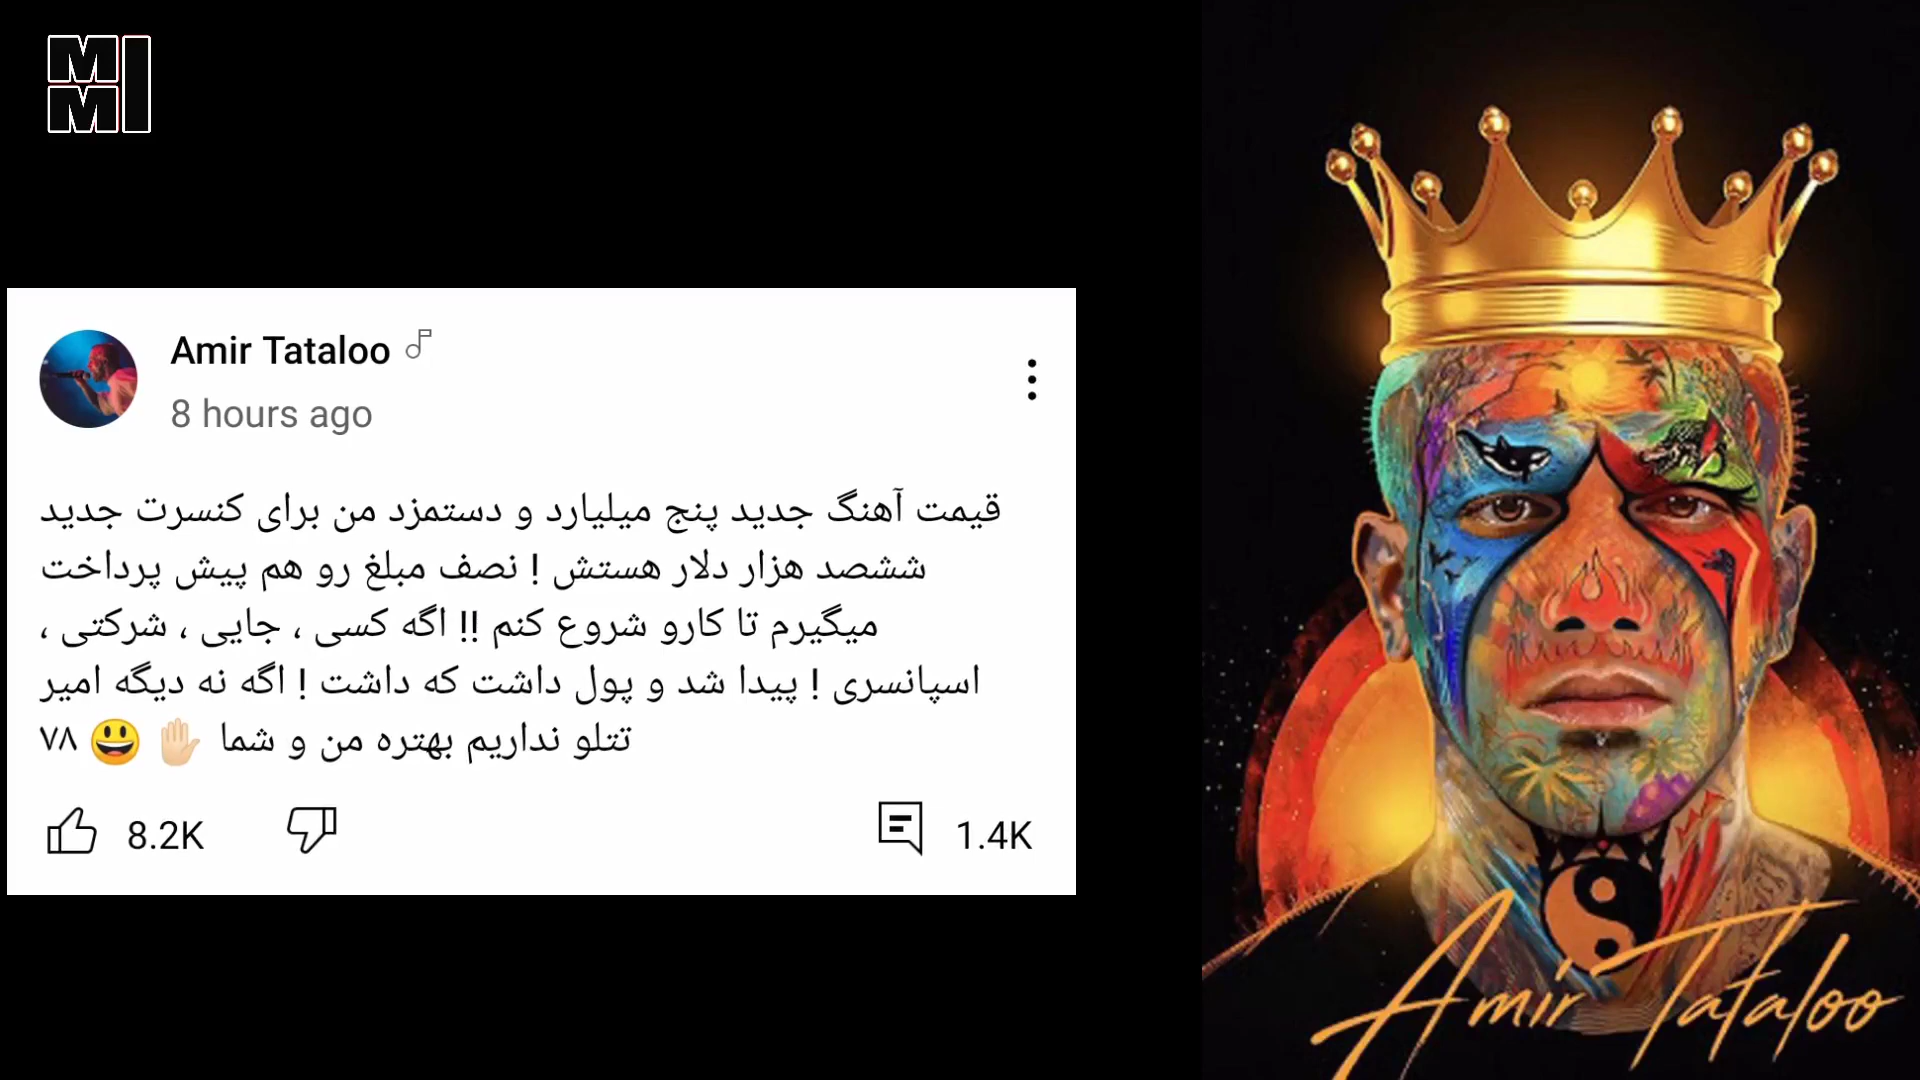 MMI
Amir Tataloo
8 hours ago
قیمت آهنگ جدید پنج میلیارد و دستمزد من برای کنسرت جدید
ششصد هزار دلار هستش ! نصف مبلغ رو هم پیش پرداخت
میگیرم تا کارو شروع کنم !! اگه کسی ، جایی ، شرکتی ،
اسپانسری ! پیدا شد و پول داشت که داشت ! اگه نه دیگه امیر
تتلو نداریم بهتره من و شما ✋🏻 😃 ۷۸
8.2K
1.4K
Amir Tataloo